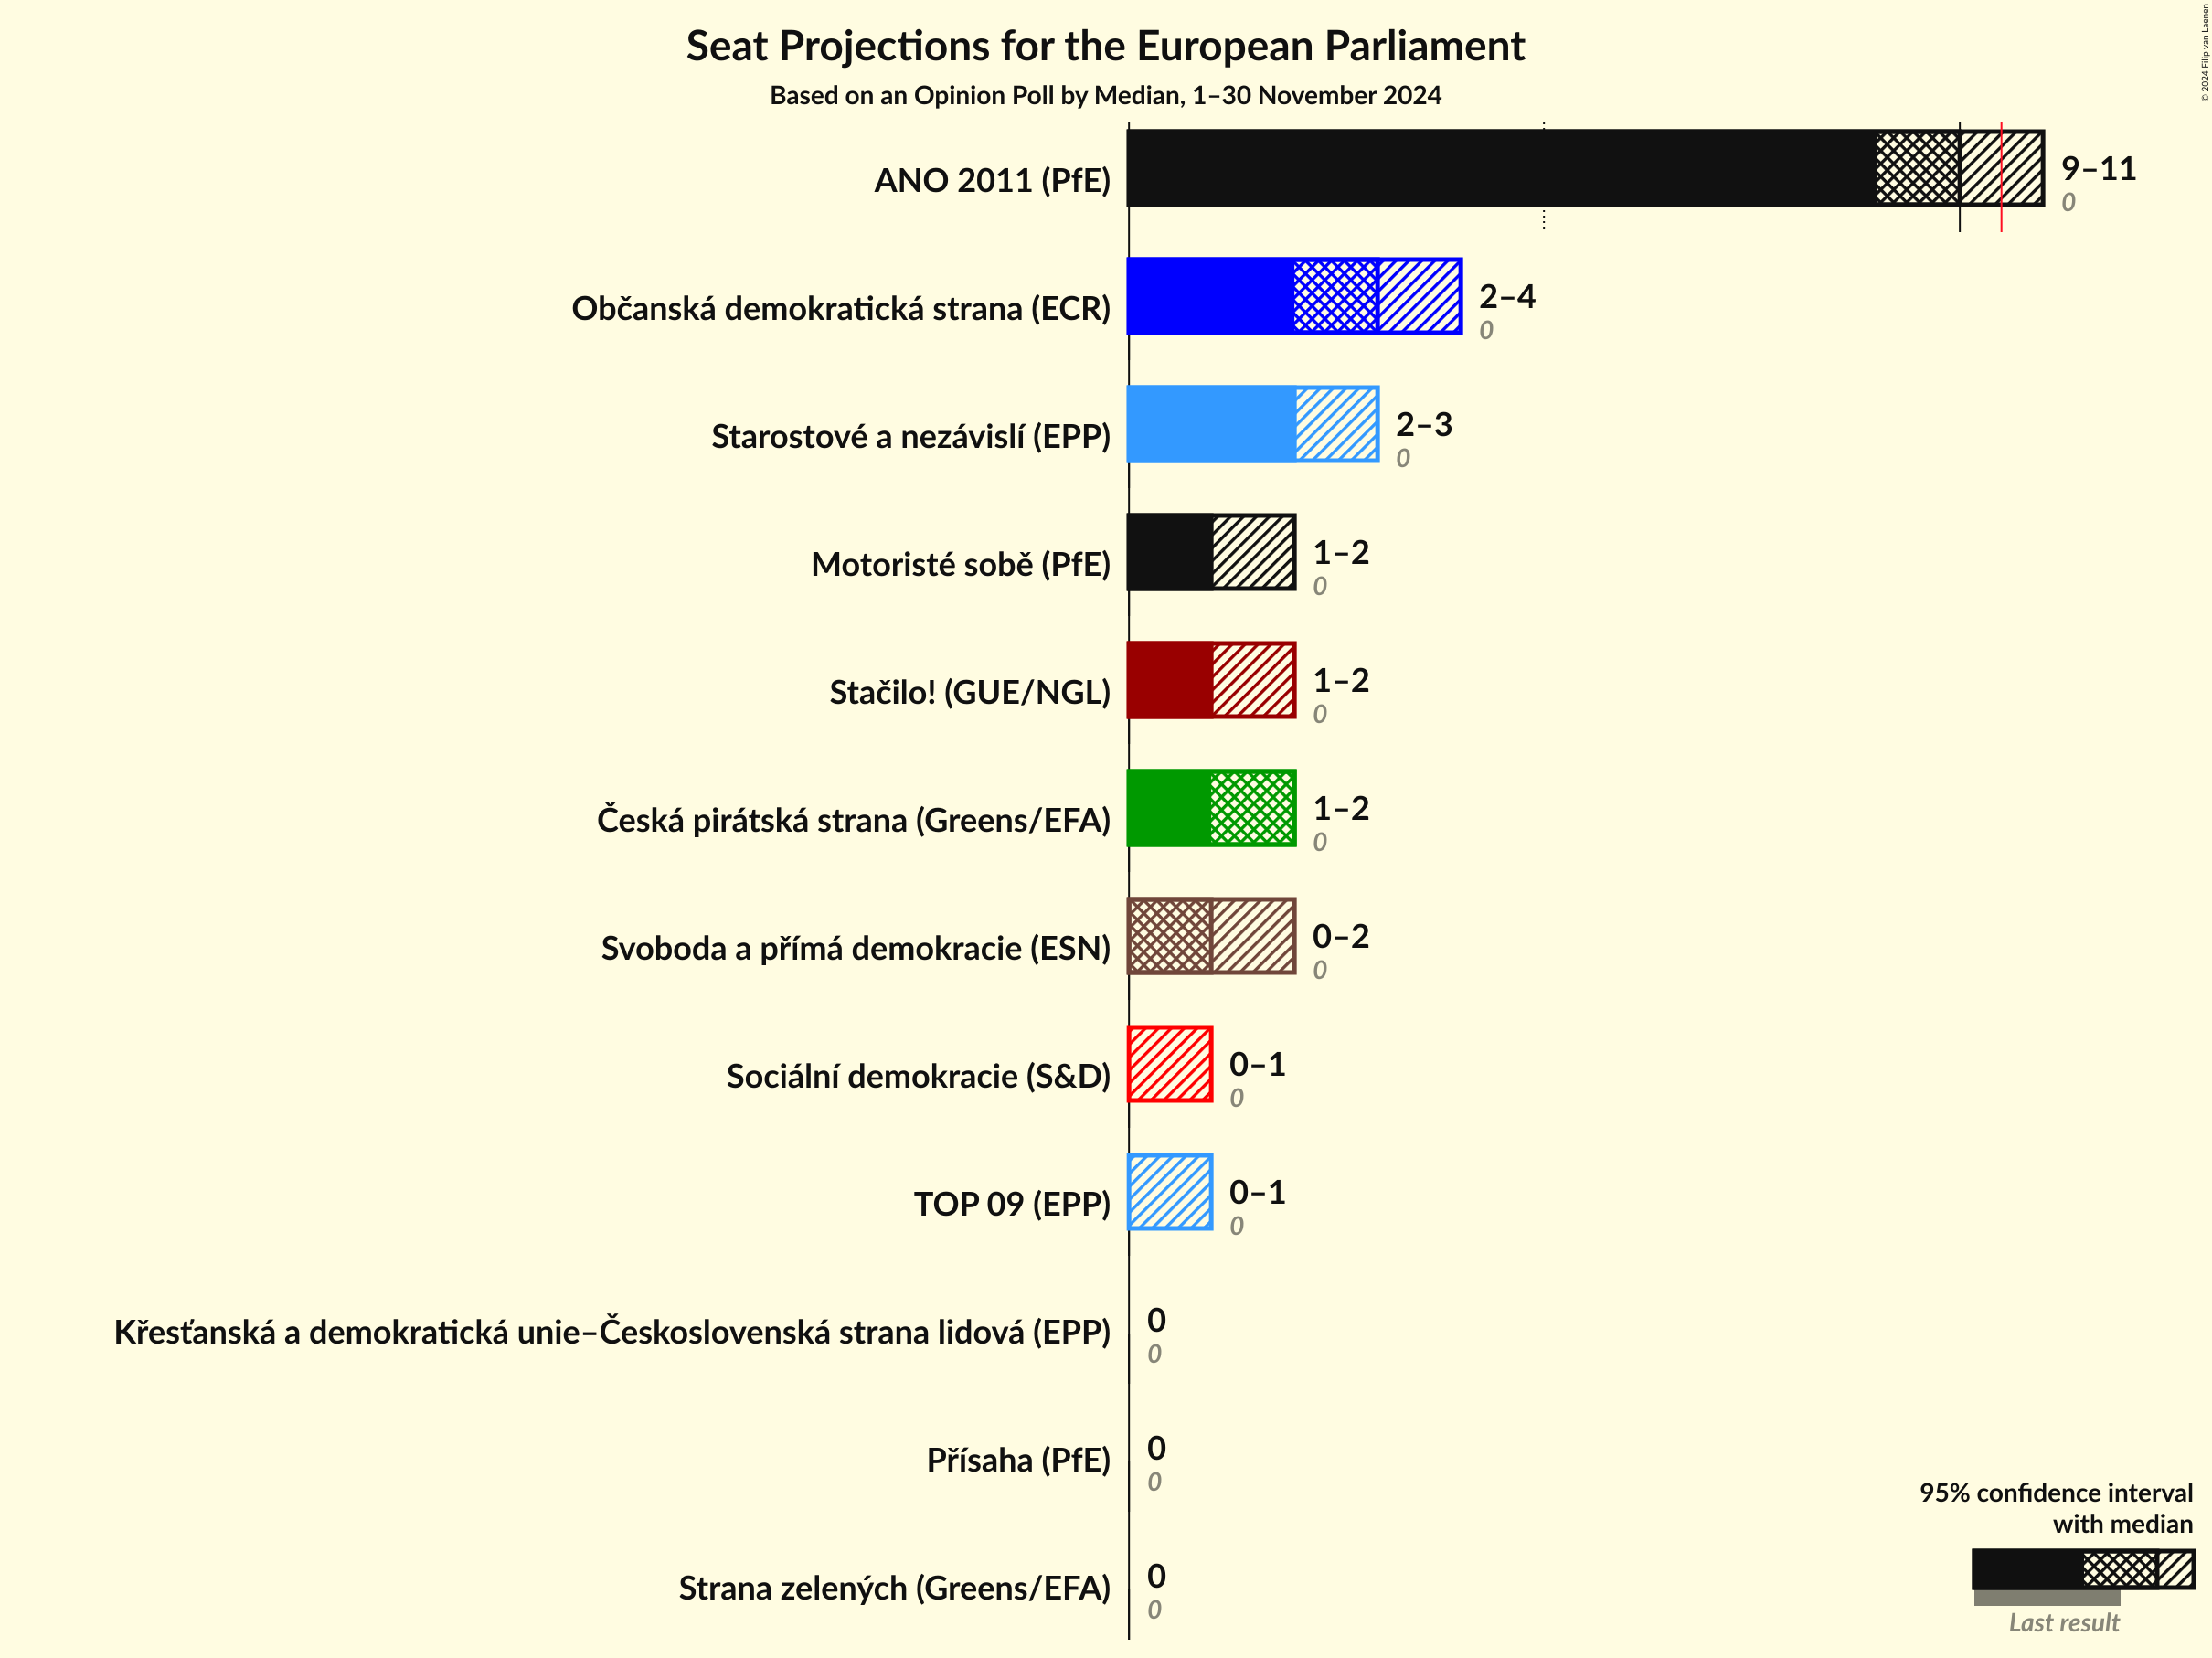 Seat Projections for the European Parliament
Based on an Opinion Poll by Median, 1–30 November 2024
© 2024 Filip van Laenen
ANO 2011 (PfE)
9–11
0
Občanská demokratická strana (ECR)
2–4
0
Starostové a nezávislí (EPP)
2–3
0
Motoristé sobě (PfE)
1–2
0
Stačilo! (GUE/NGL)
1–2
0
Česká pirátská strana (Greens/EFA)
1–2
0
Svoboda a přímá demokracie (ESN)
0–2
0
Sociální demokracie (S&D)
0–1
0
TOP 09 (EPP)
0–1
0
Křesťanská a demokratická unie–Československá strana lidová (EPP)
0
0
Přísaha (PfE)
0
0
Strana zelených (Greens/EFA)
0
0
95% confidence interval
with median
Last result